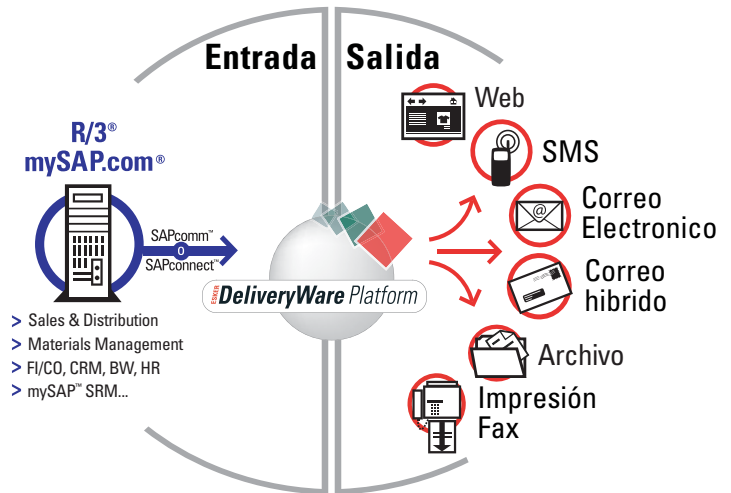 Entrada
Salida
R/3®
mySAP.com®
SAPcomm™
o
SAPconnect™
> Sales & Distribution
> Materials Management
> FI/CO, CRM, BW, HR
> mySAP™ SRM...
ESKER DeliveryWare Platform
Web
SMS
@
Correo
Electronico
Correo
hibrido
Archivo
Impresión
Fax